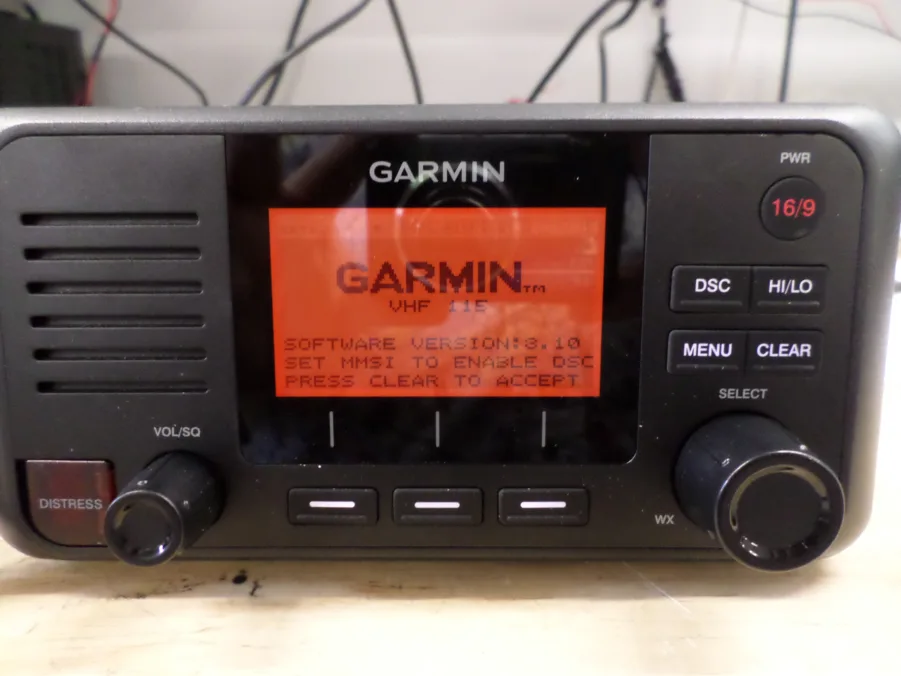 GARMIN
PWR
16/9
GARMIN™
VHF 115
DSC
HI/LO
SOFTWARE VERSION:3.10
SET MMSI TO ENABLE DSC
PRESS CLEAR TO ACCEPT
MENU
CLEAR
SELECT
VOL/SQ
DISTRESS
WX